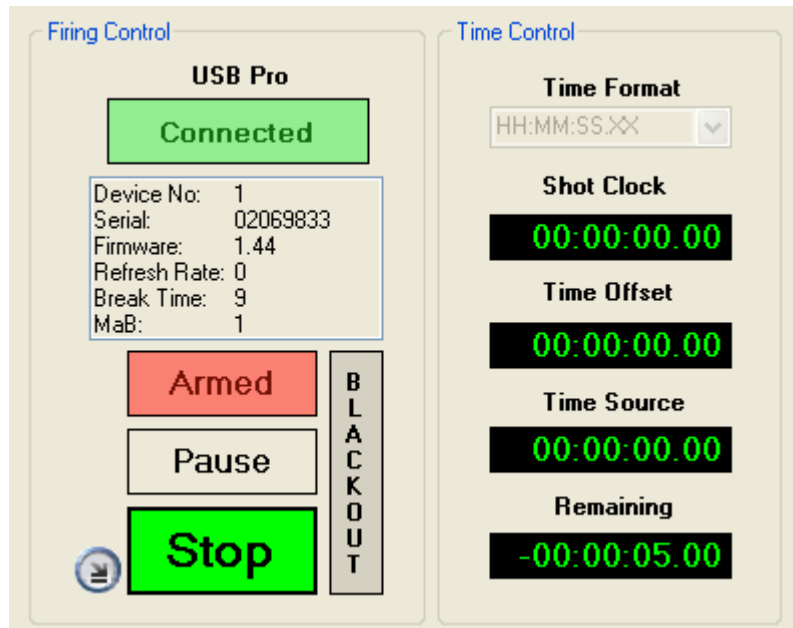 Firing Control
USB Pro
Connected
Device No: 1
Serial: 02069833
Firmware: 1.44
Refresh Rate: 0
Break Time: 9
MaB: 1
Armed
Pause
Stop
BLACKOUT
Time Control
Time Format
HH:MM:SS.XX
Shot Clock
00:00:00.00
Time Offset
00:00:00.00
Time Source
00:00:00.00
Remaining
-00:00:05.00